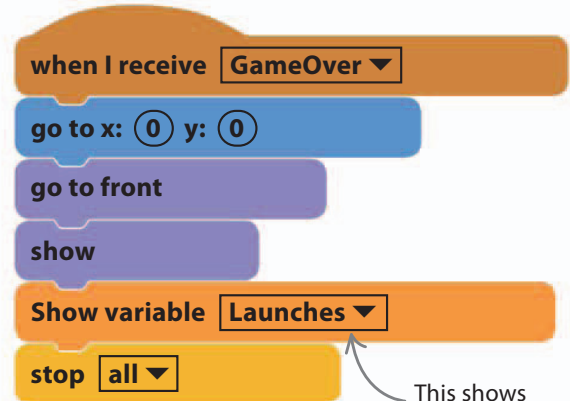 when I receive GameOver
go to x: 0 y: 0
go to front
show
Show variable Launches
stop all
This shows